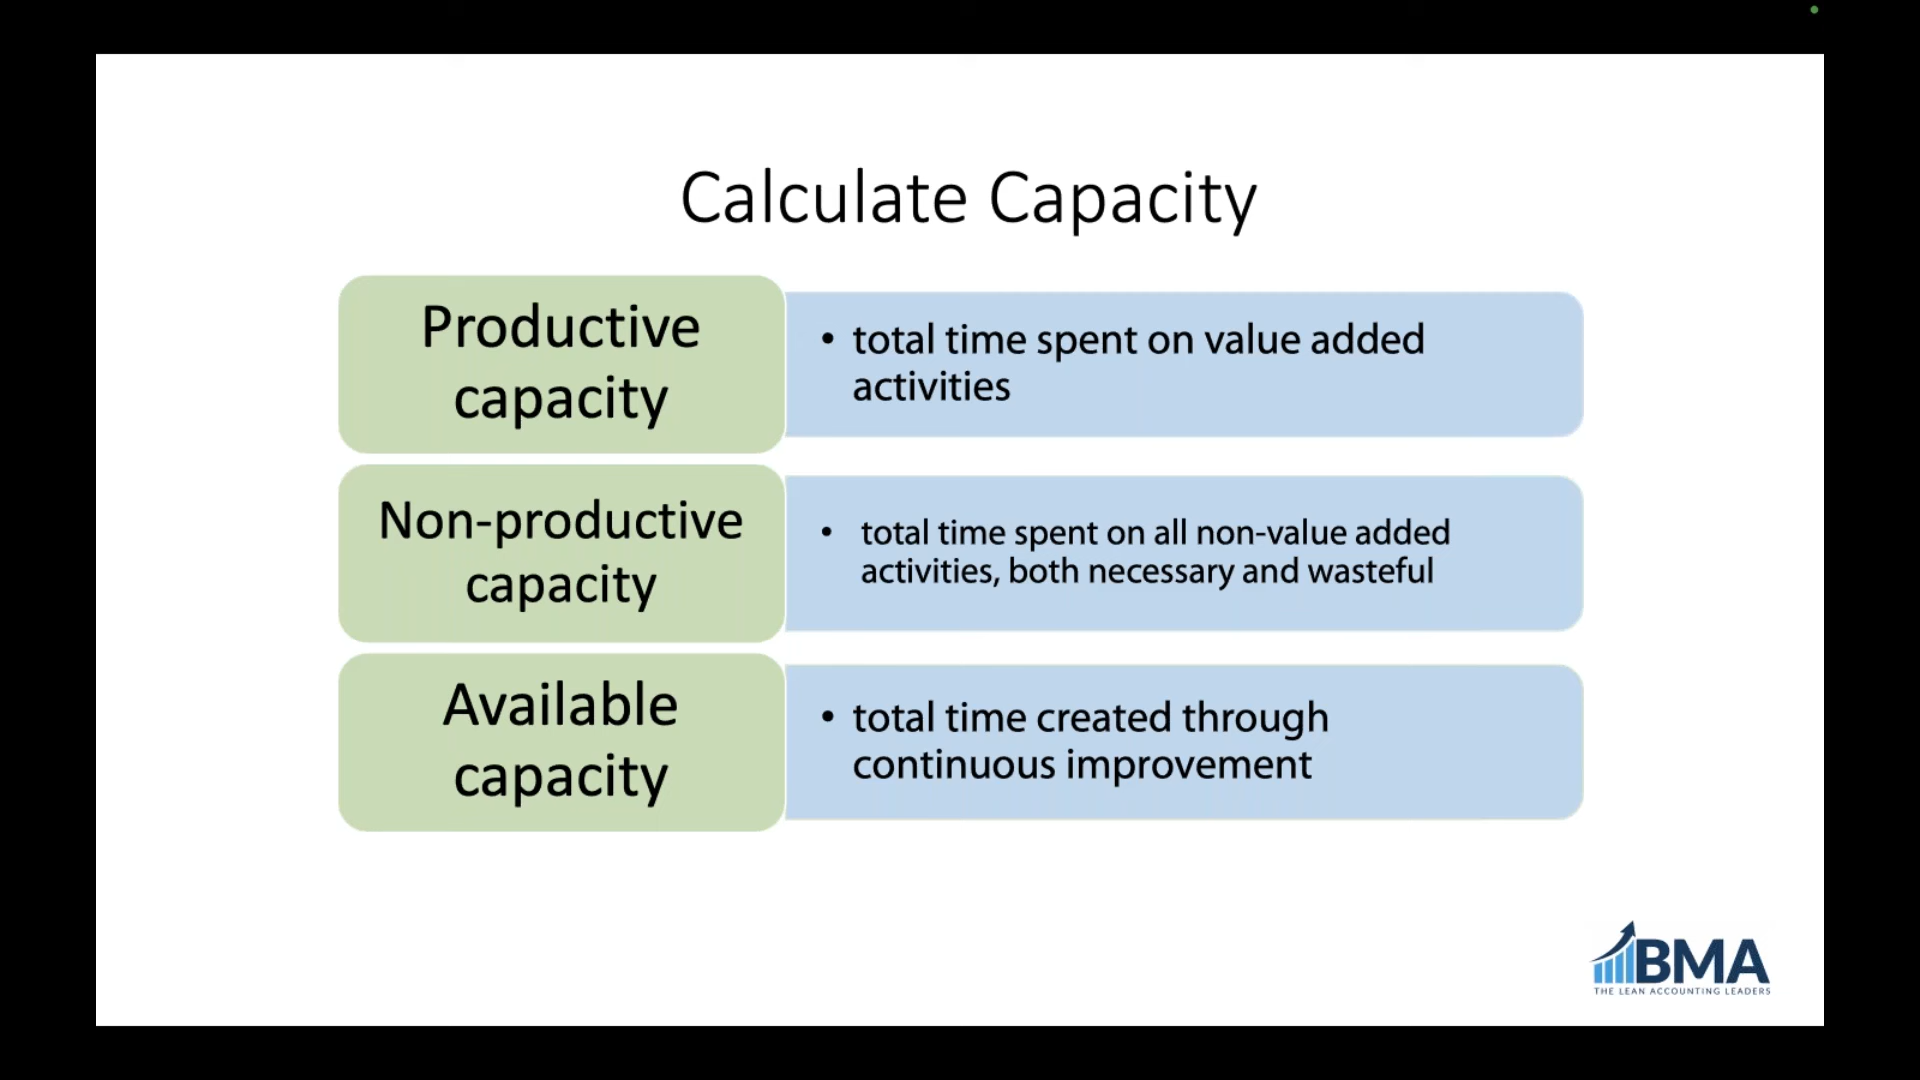 Calculate Capacity
Productive
capacity
• total time spent on value added
activities
Non-productive
capacity
• total time spent on all non-value added
activities, both necessary and wasteful
Available
capacity
• total time created through
continuous improvement
BMA
THE LEAN ACCOUNTING LEADERS